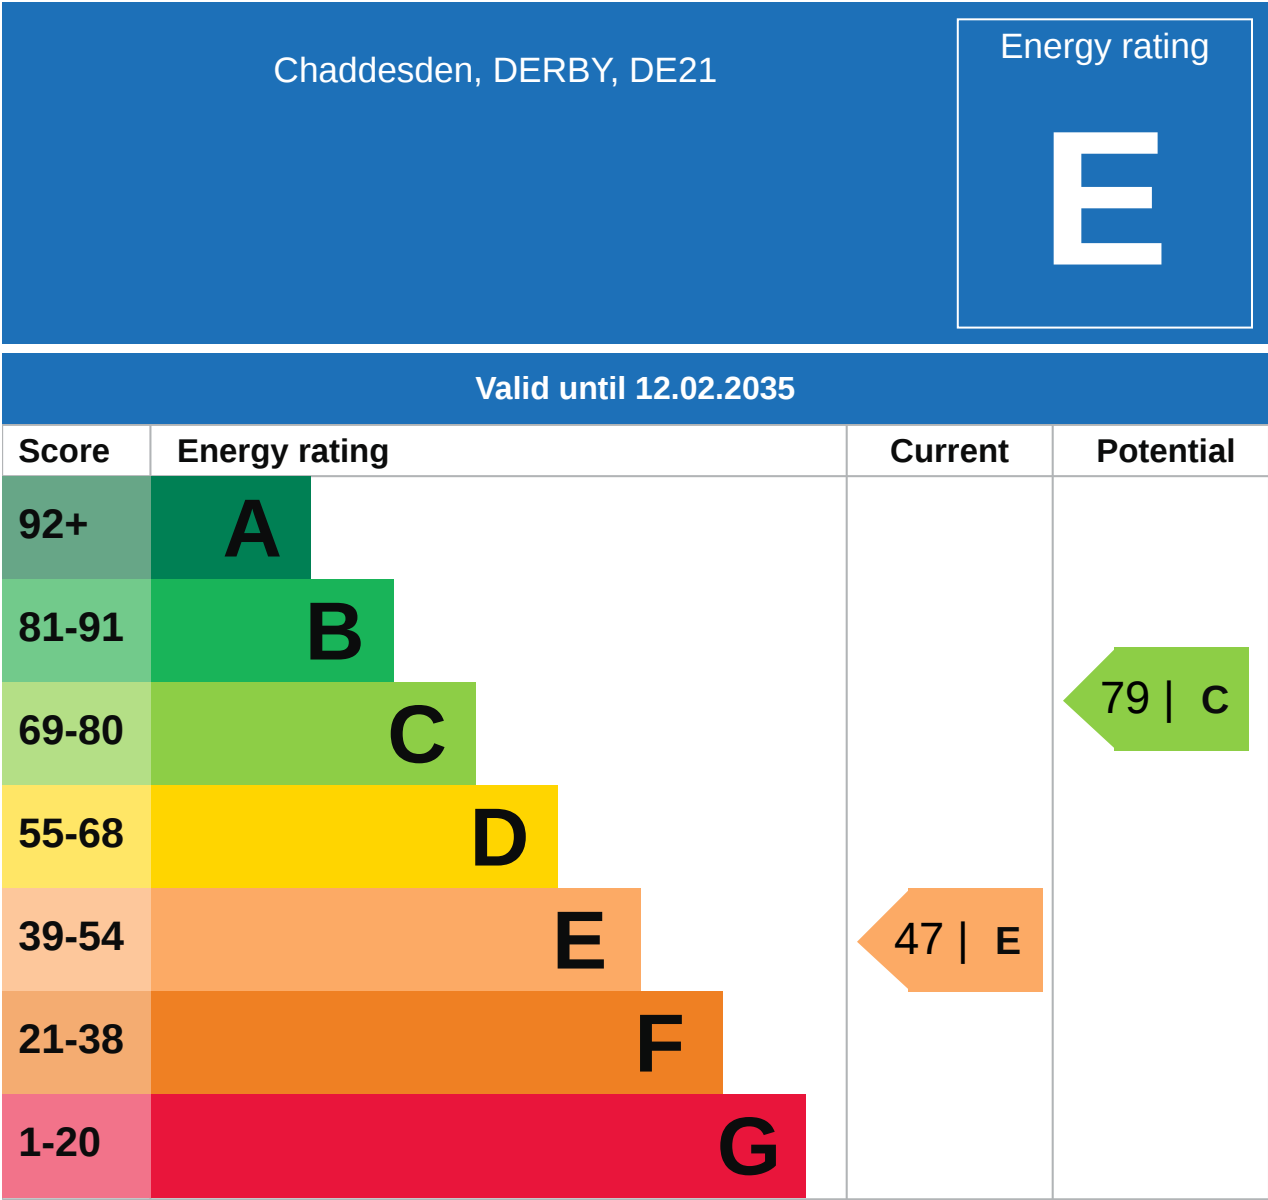 Chaddesden, DERBY, DE21
Energy rating
E
Valid until 12.02.2035
Score Energy rating Current Potential
92+ A
81-91 B
69-80 C 79 | C
55-68 D
39-54 E 47 | E
21-38 F
1-20 G